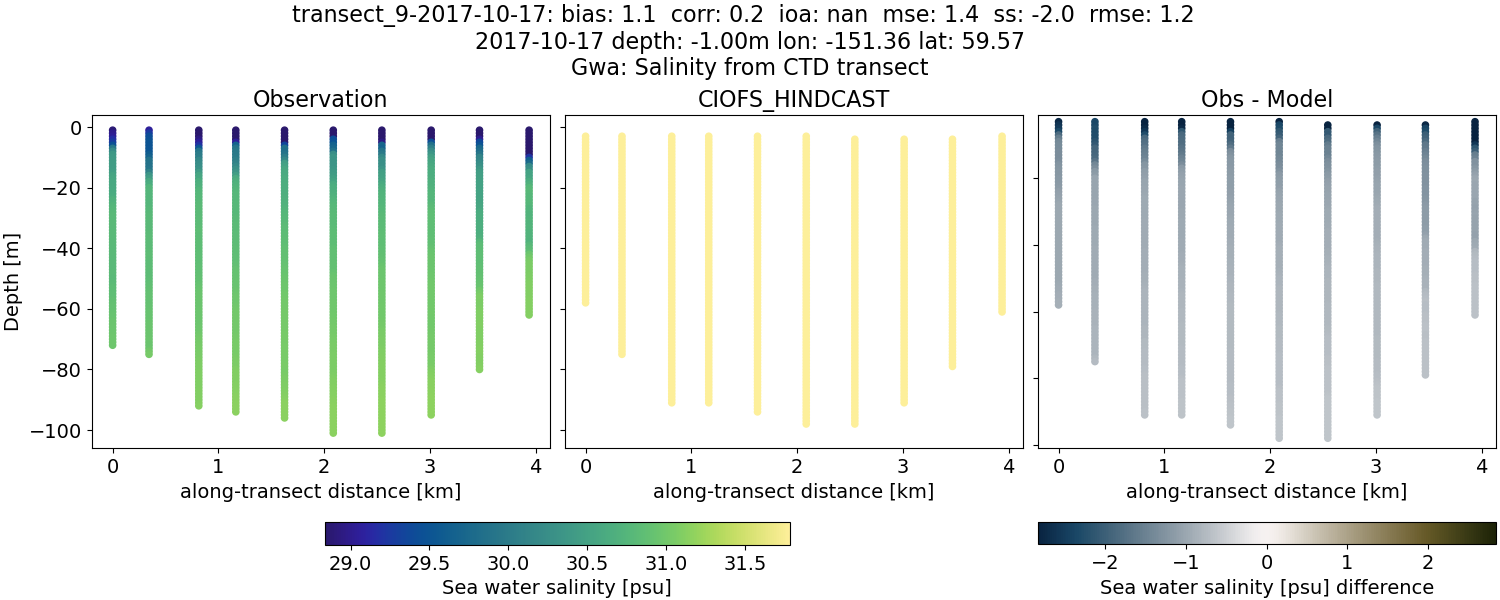 transect_9-2017-10-17: bias: 1.1  corr: 0.2  ioa: nan  mse: 1.4  ss: -2.0  rmse: 1.2
2017-10-17 depth: -1.00m lon: -151.36 lat: 59.57
Gwa: Salinity from CTD transect
Observation
CIOFS_HINDCAST
Obs - Model
Depth [m]
0
−20
−40
−60
−80
−100
0 1 2 3 4
0 1 2 3 4
0 1 2 3 4
along-transect distance [km]
along-transect distance [km]
along-transect distance [km]
29.0 29.5 30.0 30.5 31.0 31.5
Sea water salinity [psu]
−2 −1 0 1 2
Sea water salinity [psu] difference